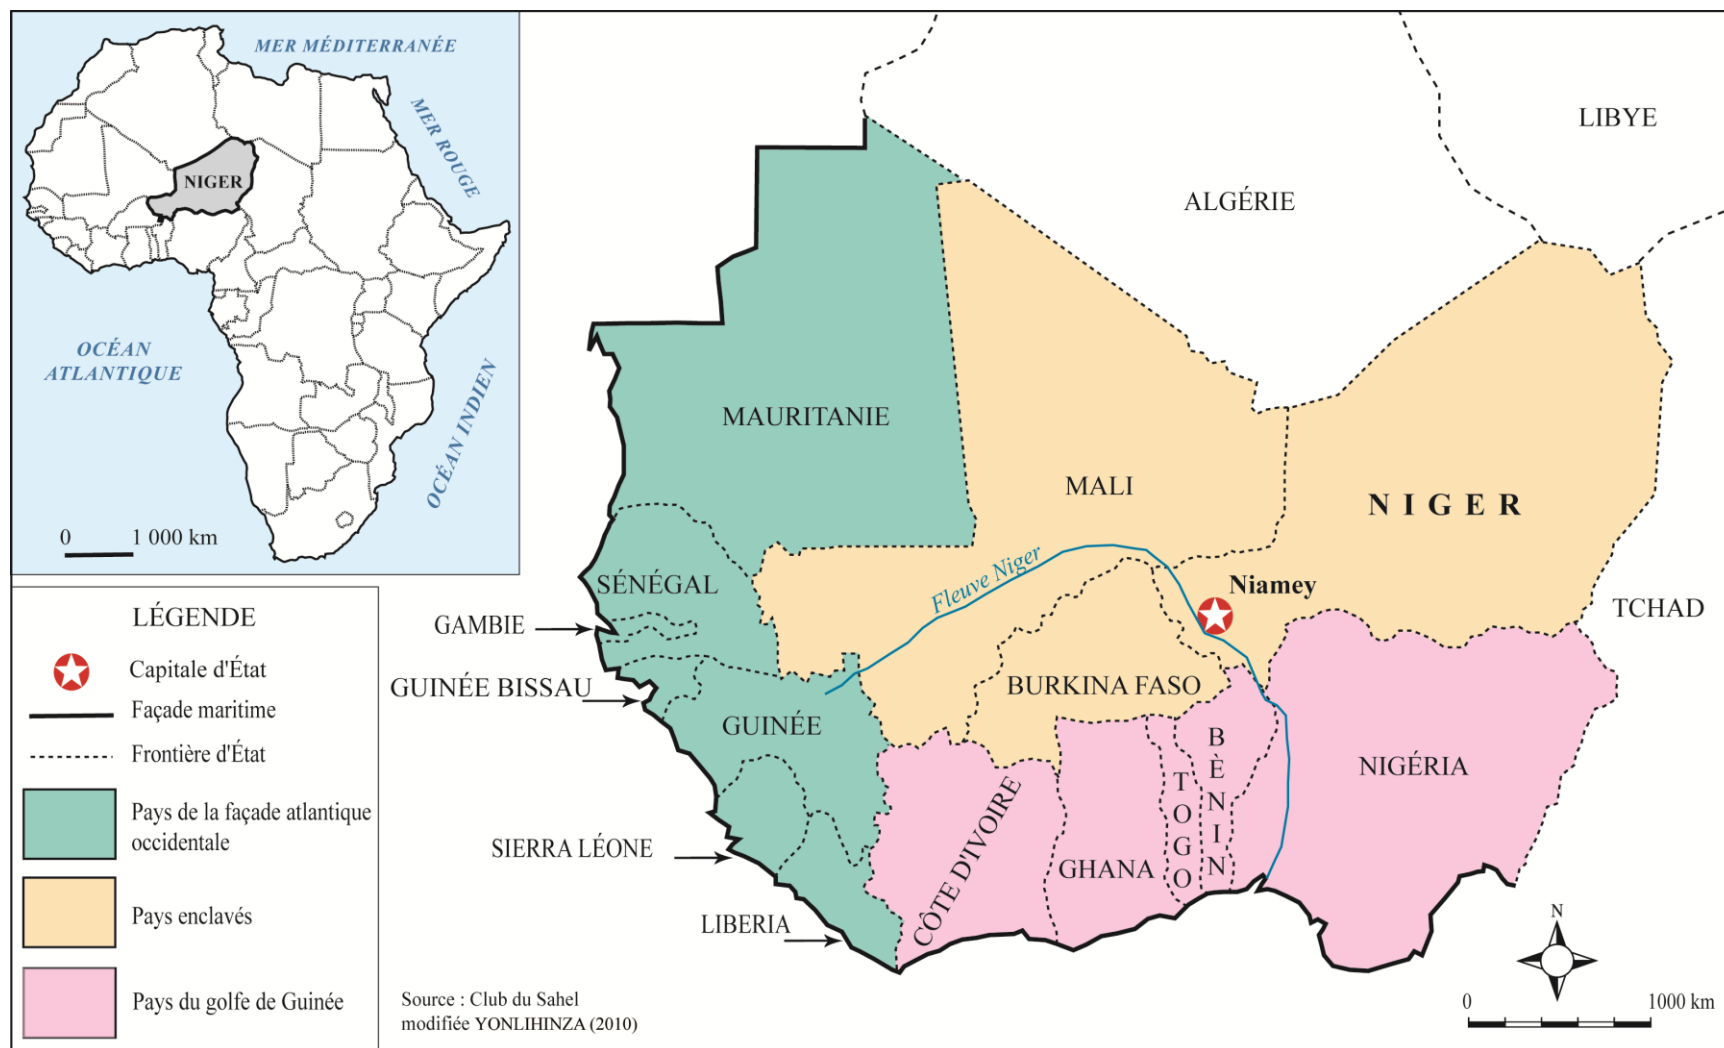 MER MÉDITERRANÉE
MER ROUGE
NIGER
OCÉAN
ATLANTIQUE
OCÉAN INDIEN
0 1 000 km
LÉGENDE
Capitale d'État
Façade maritime
Frontière d'État
Pays de la façade atlantique
occidentale
Pays enclavés
Pays du golfe de Guinée
LIBYE
ALGÉRIE
MAURITANIE
MALI
NIGER
Fleuve Niger
Niamey
TCHAD
SÉNÉGAL
GAMBIE
GUINÉE BISSAU
GUINÉE
BURKINA FASO
SIERRA LÉONE
LIBERIA
CÔTE D'IVOIRE
GHANA
TOGO
BÈNIN
NIGÉRIA
Source : Club du Sahel
modifiée YONLIHINZA (2010)
N
0 1000 km